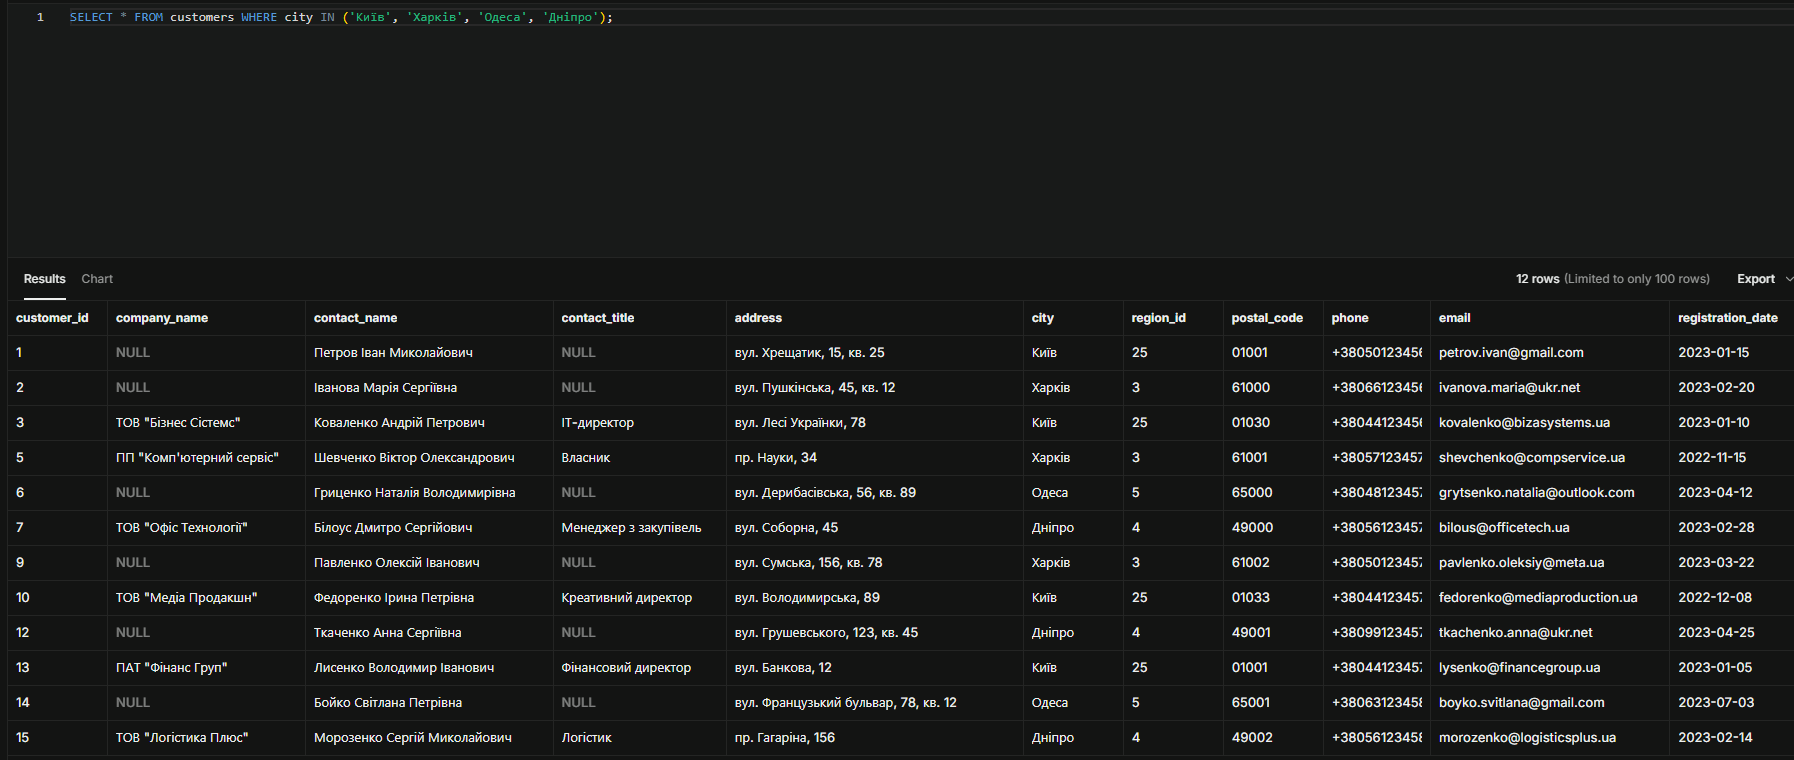 1 SELECT * FROM customers WHERE city IN ('Київ', 'Харків', 'Одеса', 'Дніпро');
Results Chart 12 rows (Limited to only 100 rows) Export
customer_id company_name contact_name contact_title address city region_id postal_code phone email registration_date
1 NULL Петров Іван Миколайович NULL вул. Хрещатик, 15, кв. 25 Київ 25 01001 +38050123456 petrov.ivan@gmail.com 2023-01-15
2 NULL Іванова Марія Сергіївна NULL вул. Пушкінська, 45, кв. 12 Харків 3 61000 +38066123456 ivanova.maria@ukr.net 2023-02-20
3 ТОВ "Бізнес Сістемс" Коваленко Андрій Петрович ІТ-директор вул. Лесі Українки, 78 Київ 25 01030 +38044123456 kovalenko@bizasystems.ua 2023-01-10
5 ПП "Комп'ютерний сервіс" Шевченко Віктор Олександрович Власник пр. Науки, 34 Харків 3 61001 +38057123457 shevchenko@compservice.ua 2022-11-15
6 NULL Гриценко Наталія Володимирівна NULL вул. Дерибасівська, 56, кв. 89 Одеса 5 65000 +38048123457 grytsenko.natalia@outlook.com 2023-04-12
7 ТОВ "Офіс Технології" Білоус Дмитро Сергійович Менеджер з закупівель вул. Соборна, 45 Дніпро 4 49000 +38056123457 bilous@officetech.ua 2023-02-28
9 NULL Павленко Олексій Іванович NULL вул. Сумська, 156, кв. 78 Харків 3 61002 +38050123457 pavlenko.oleksiy@meta.ua 2023-03-22
10 ТОВ "Медіа Продакшн" Федоренко Ірина Петрівна Креативний директор вул. Володимирська, 89 Київ 25 01033 +38044123457 fedorenko@mediaproduction.ua 2022-12-08
12 NULL Ткаченко Анна Сергіївна NULL вул. Грушевського, 123, кв. 45 Дніпро 4 49001 +38099123457 tkachenko.anna@ukr.net 2023-04-25
13 ПАТ "Фінанс Груп" Лисенко Володимир Іванович Фінансовий директор вул. Банкова, 12 Київ 25 01001 +38044123457 lysenko@financegroup.ua 2023-01-05
14 NULL Бойко Світлана Петрівна NULL вул. Французький бульвар, 78, кв. 12 Одеса 5 65001 +38063123458 boyko.svitlana@gmail.com 2023-07-03
15 ТОВ "Логістика Плюс" Морозенко Сергій Миколайович Логістик пр. Гагаріна, 156 Дніпро 4 49002 +38056123458 morozenko@logisticsplus.ua 2023-02-14